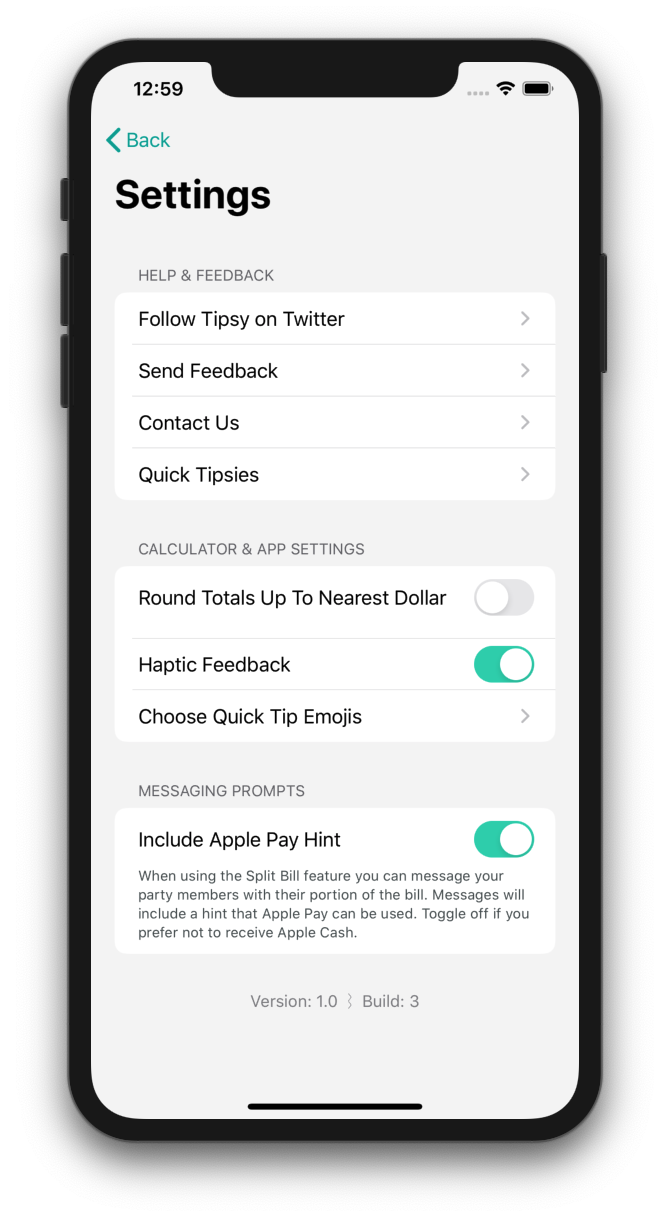 12:59
Back
Settings
HELP & FEEDBACK
Follow Tipsy on Twitter
Send Feedback
Contact Us
Quick Tipsies
CALCULATOR & APP SETTINGS
Round Totals Up To Nearest Dollar
Haptic Feedback
Choose Quick Tip Emojis
MESSAGING PROMPTS
Include Apple Pay Hint
When using the Split Bill feature you can message your
party members with their portion of the bill. Messages will
include a hint that Apple Pay can be used. Toggle off if you
prefer not to receive Apple Cash.
Version: 1.0 ⌇ Build: 3